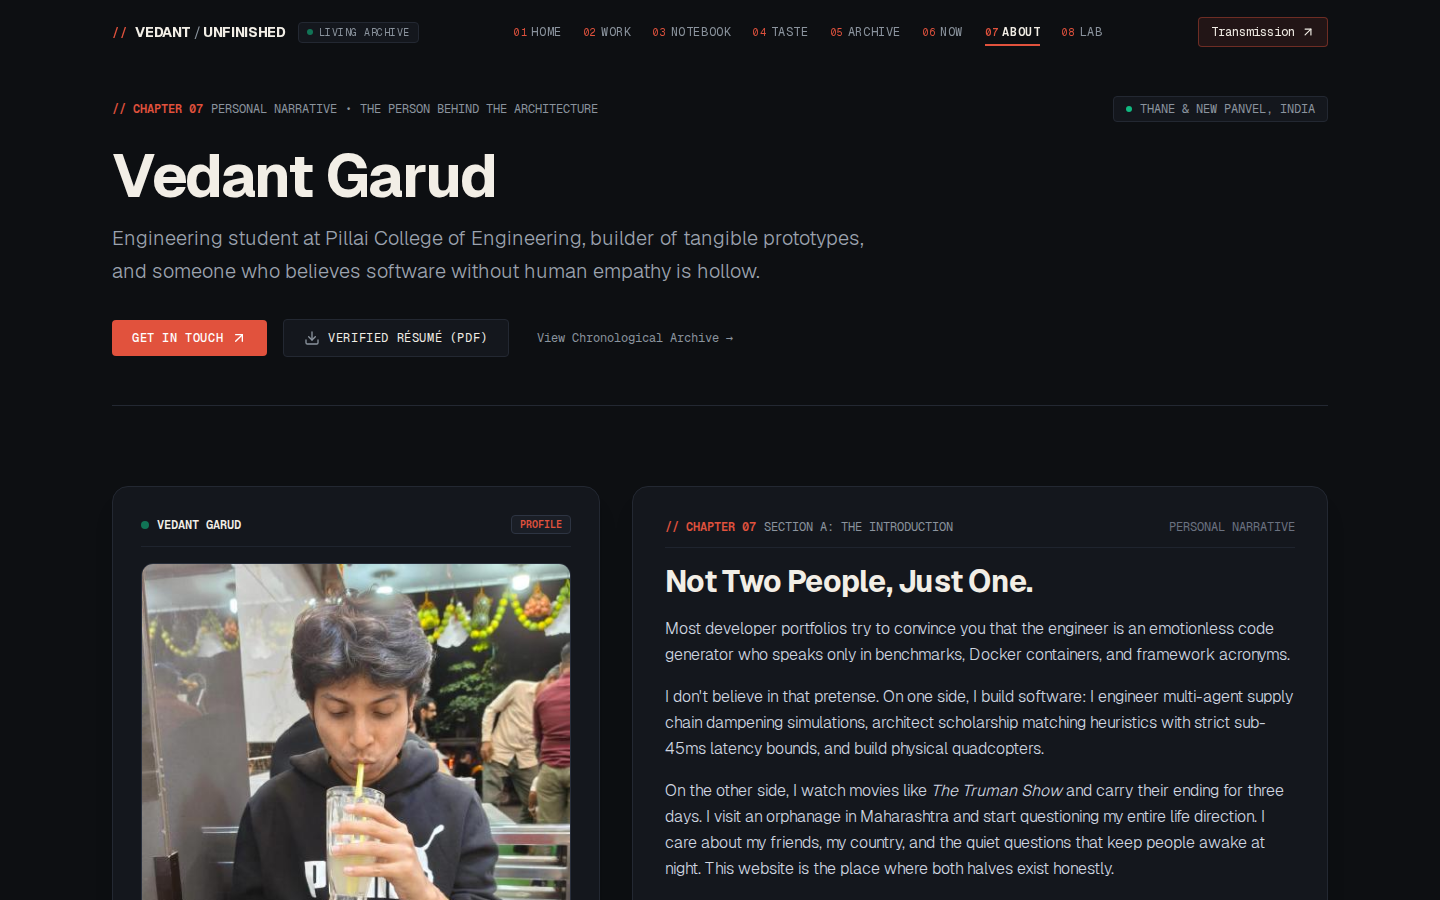 // VEDANT / UNFINISHED
LIVING ARCHIVE
01 HOME
02 WORK
03 NOTEBOOK
04 TASTE
05 ARCHIVE
06 NOW
07 ABOUT
08 LAB
Transmission ↗
// CHAPTER 07 PERSONAL NARRATIVE • THE PERSON BEHIND THE ARCHITECTURE
THANE & NEW PANVEL, INDIA
Vedant Garud
Engineering student at Pillai College of Engineering, builder of tangible prototypes,
and someone who believes software without human empathy is hollow.
GET IN TOUCH ↗
VERIFIED RÉSUMÉ (PDF)
View Chronological Archive →
VEDANT GARUD
PROFILE
// CHAPTER 07 SECTION A: THE INTRODUCTION
PERSONAL NARRATIVE
Not Two People, Just One.
Most developer portfolios try to convince you that the engineer is an emotionless code
generator who speaks only in benchmarks, Docker containers, and framework acronyms.
I don't believe in that pretense. On one side, I build software: I engineer multi-agent supply
chain dampening simulations, architect scholarship matching heuristics with strict sub-
45ms latency bounds, and build physical quadcopters.
On the other side, I watch movies like The Truman Show and carry their ending for three
days. I visit an orphanage in Maharashtra and start questioning my entire life direction. I
care about my friends, my country, and the quiet questions that keep people awake at
night. This website is the place where both halves exist honestly.